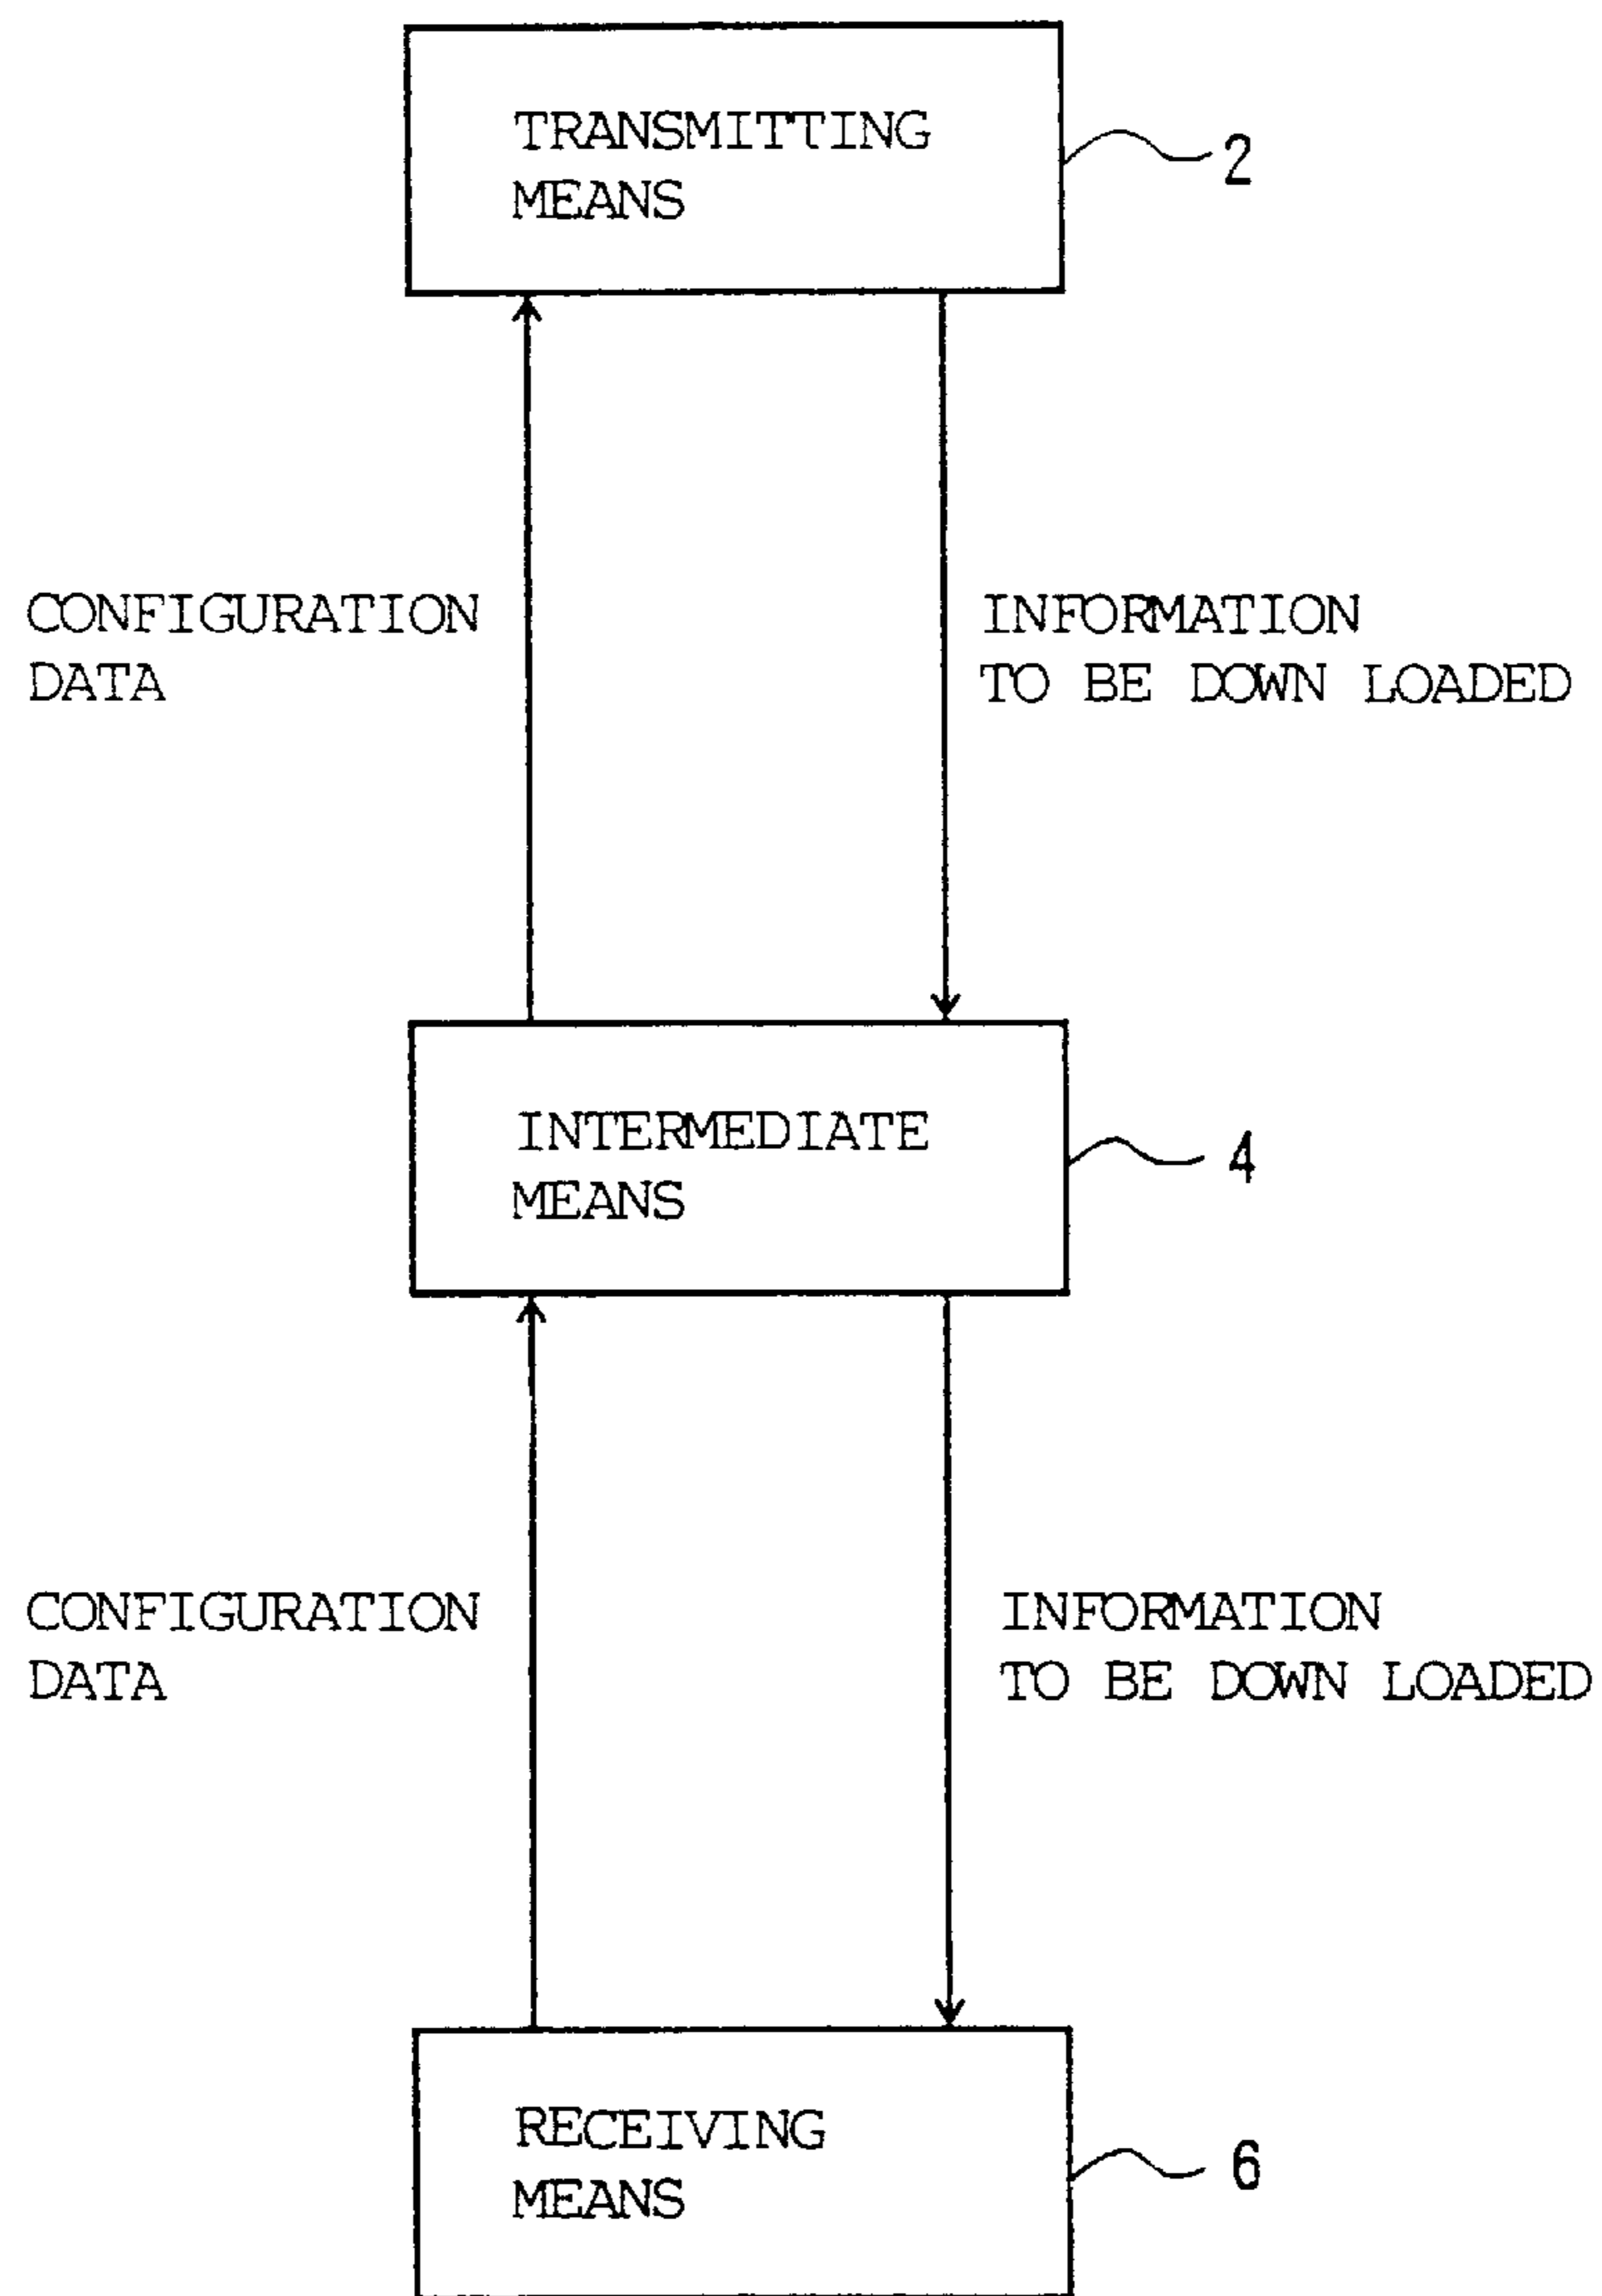 TRANSMITTING
MEANS
2
CONFIGURATION
DATA
INFORMATION
TO BE DOWN LOADED
INTERMEDIATE
MEANS
4
CONFIGURATION
DATA
INFORMATION
TO BE DOWN LOADED
RECEIVING
MEANS
6